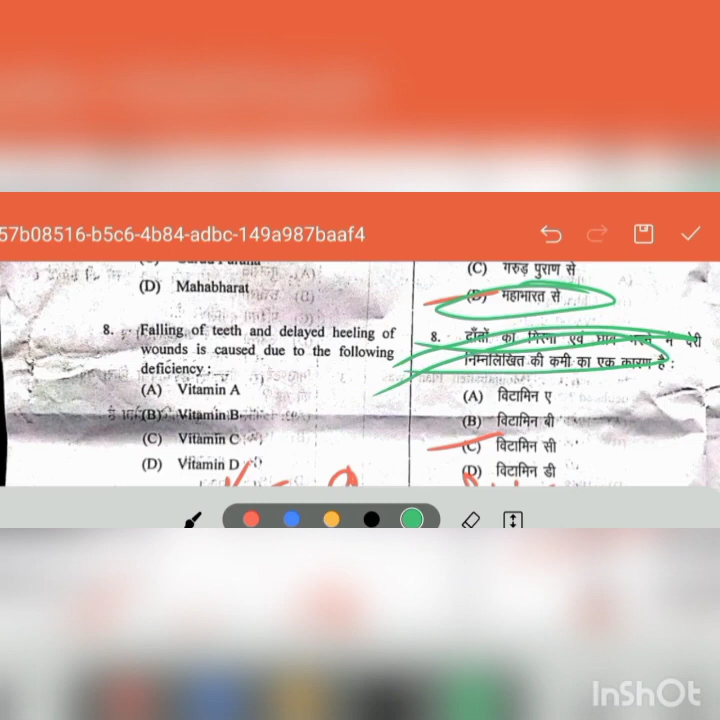 57b08516-b5c6-4b84-adbc-149a987baaf4
(D) Mahabharat
8. Falling of teeth and delayed heeling of
wounds is caused due to the following
deficiency :
(A) Vitamin A
(B) Vitamin B
(C) Vitamin C
(D) Vitamin D
(C) गरुड़ पुराण से
(D) महाभारत से
8. दाँतों का गिरना एवं घाव भरने में देरी
निम्नलिखित की कमी का एक कारण है :
(A) विटामिन ए
(B) विटामिन बी
(C) विटामिन सी
(D) विटामिन डी
InShOt